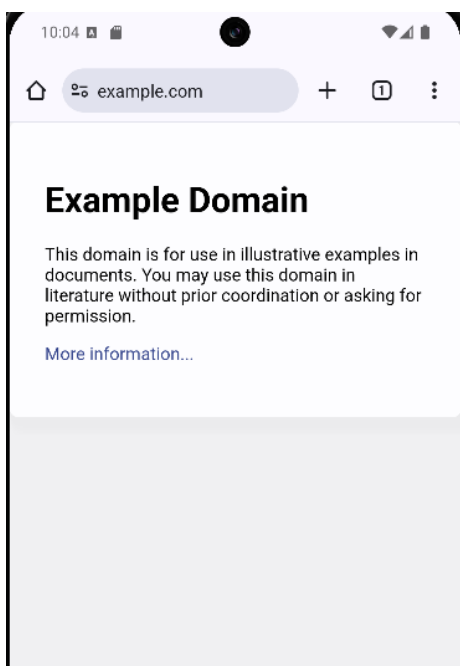 10:04
example.com
1
Example Domain
This domain is for use in illustrative examples in
documents. You may use this domain in
literature without prior coordination or asking for
permission.
More information...